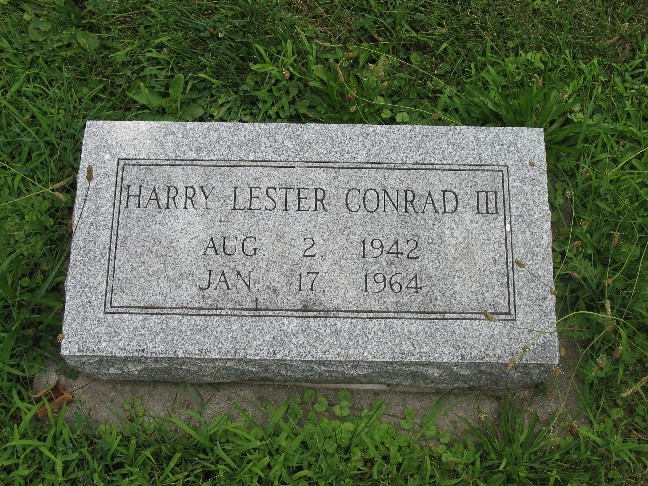 HARRY LESTER CONRAD III
AUG 2, 1942
JAN 17, 1964